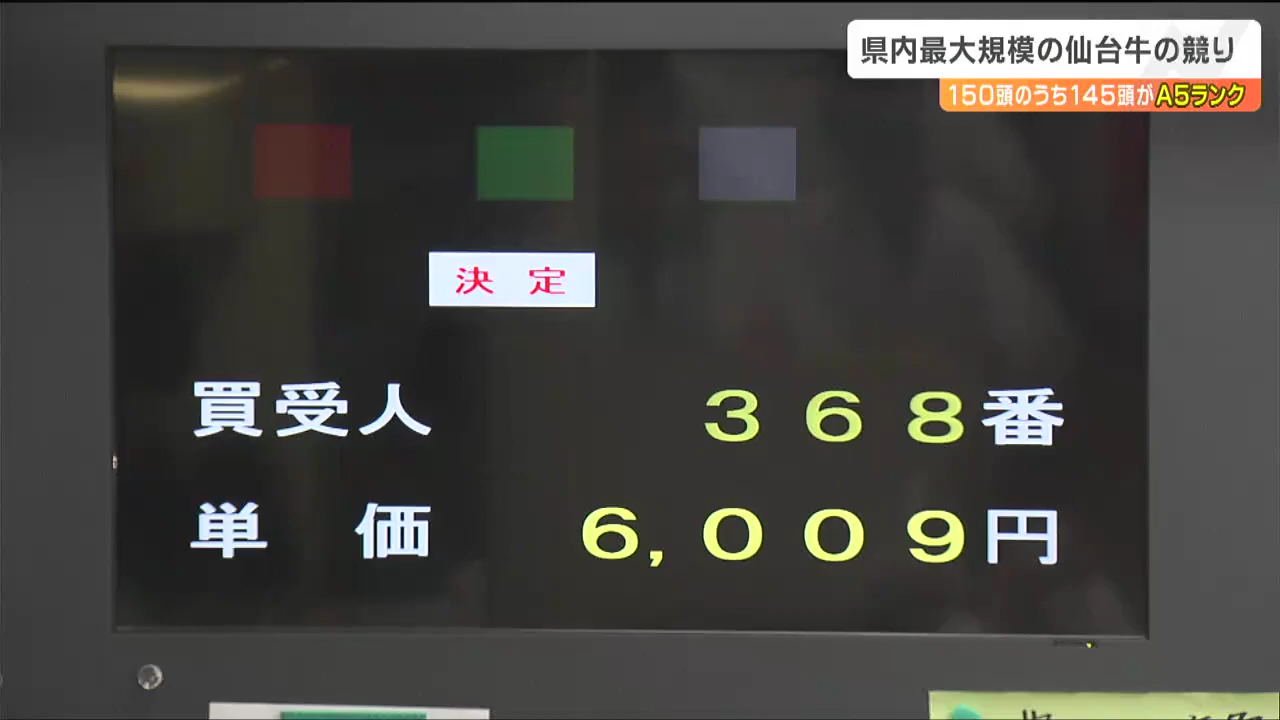 県内最大規模の仙台牛の競り
150頭のうち145頭がA5ランク
決 定
買受人 368番
単 価 6,009円